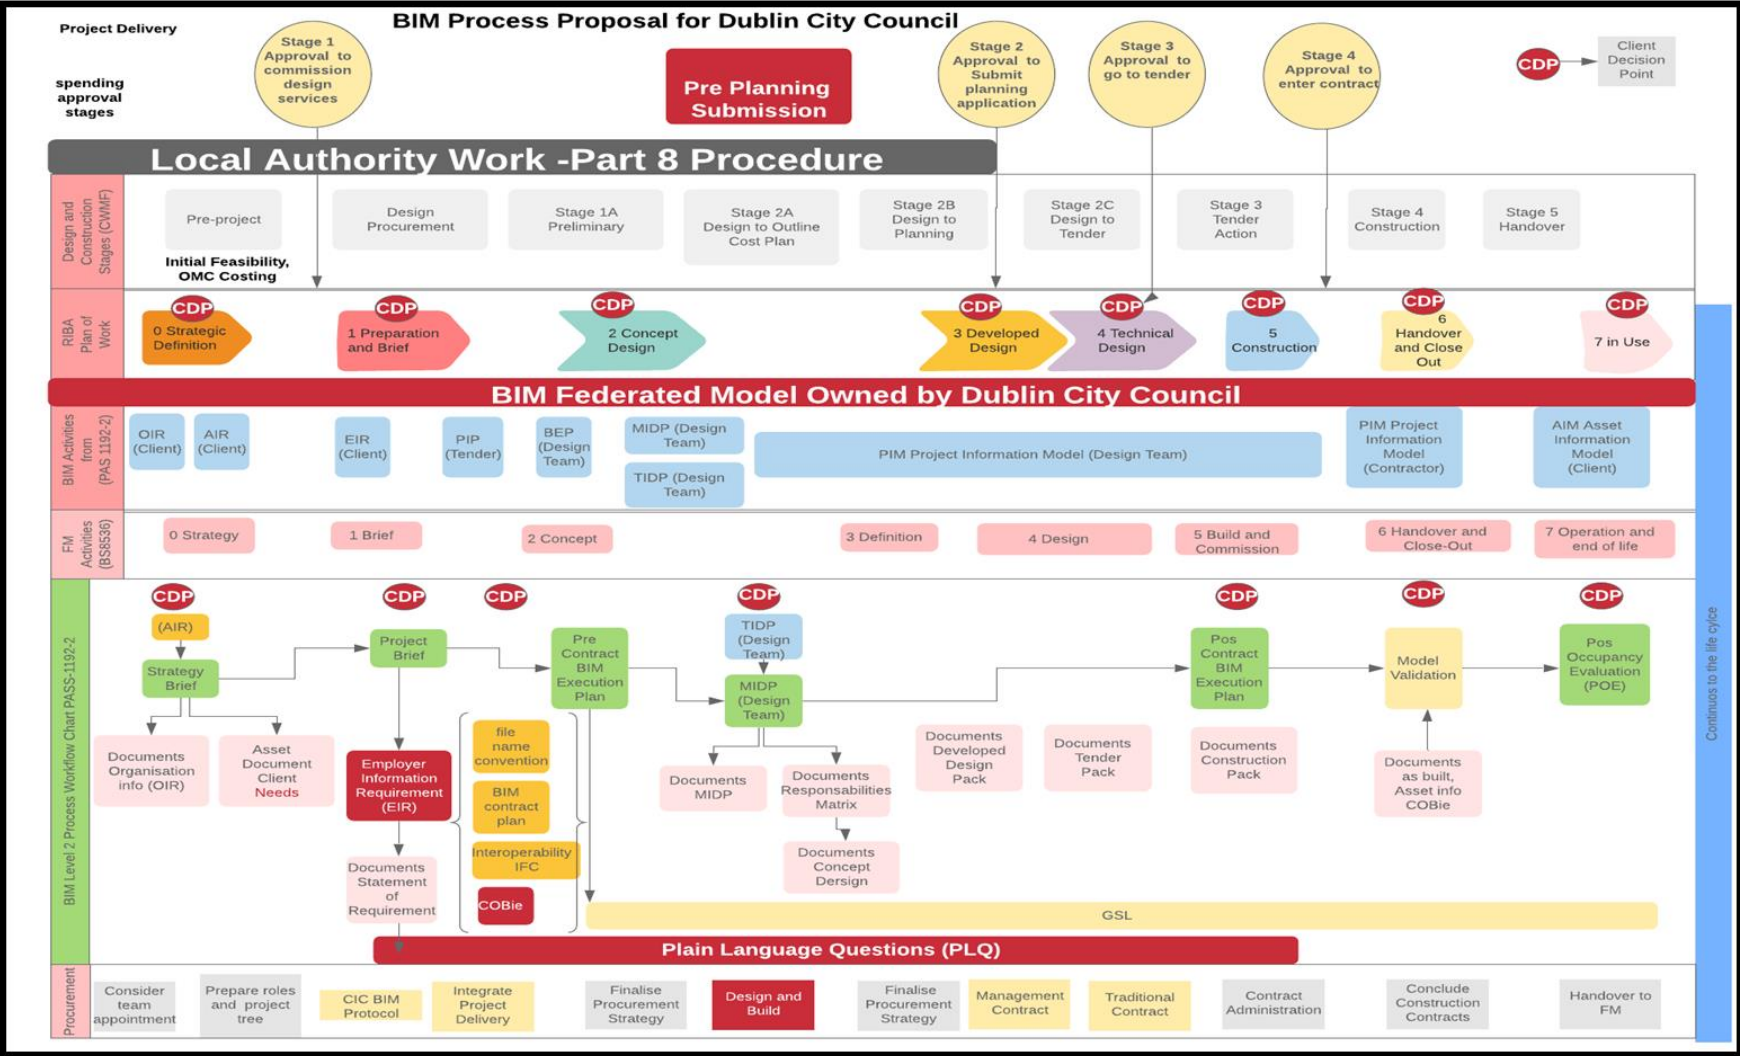 BIM Process Proposal for Dublin City Council
Project Delivery
spending
approval
stages
Stage 1
Approval to
commission
design
services
Pre Planning
Submission
Stage 2
Approval to
Submit
planning
application
Stage 3
Approval to
go to tender
Stage 4
Approval to
enter contract
CDP
Client
Decision
Point
Local Authority Work -Part 8 Procedure
Design and
Construction
Stages (CWMF)
Pre-project
Initial Feasibility,
OMC Costing
Design
Procurement
Stage 1A
Preliminary
Stage 2A
Design to Outline
Cost Plan
Stage 2B
Design to
Planning
Stage 2C
Design to
Tender
Stage 3
Tender
Action
Stage 4
Construction
Stage 5
Handover
RIBA
Plan of
Work
CDP
0 Strategic
Definition
CDP
1 Preparation
and Brief
CDP
2 Concept
Design
CDP
3 Developed
Design
CDP
4 Technical
Design
CDP
5
Construction
CDP
6
Handover
and Close
Out
CDP
7 in Use
BIM Federated Model Owned by Dublin City Council
BIM Activities
from
(PAS 1192-2)
OIR
(Client)
AIR
(Client)
EIR
(Client)
PIP
(Tender)
BEP
(Design
Team)
MIDP (Design
Team)
TIDP (Design
Team)
PIM Project Information Model (Design Team)
PIM Project
Information
Model
(Contractor)
AIM Asset
Information
Model
(Client)
FM
Activities
(BS8536)
0 Strategy
1 Brief
2 Concept
3 Definition
4 Design
5 Build and
Commission
6 Handover and
Close-Out
7 Operation and
end of life
BIM Level 2 Process Workflow Chart PASS-1192-2
CDP
CDP
CDP
CDP
CDP
CDP
CDP
(AIR)
Strategy
Brief
Documents
Organisation
info (OIR)
Asset
Document
Client
Needs
Project
Brief
Employer
Information
Requirement
(EIR)
Documents
Statement
of
Requirement
file
name
convention
BIM
contract
plan
Interoperability
IFC
COBie
Pre
Contract
BIM
Execution
Plan
TIDP
(Design
Team)
MIDP
(Design
Team)
Documents
MIDP
Documents
Responsabilities
Matrix
Documents
Concept
Dersign
Documents
Developed
Design
Pack
Documents
Tender
Pack
Pos
Contract
BIM
Execution
Plan
Documents
Construction
Pack
Model
Validation
Documents
as built,
Asset info
COBie
Pos
Occupancy
Evaluation
(POE)
GSL
Plain Language Questions (PLQ)
Continuos to the life cylce
Procurement
Consider
team
appointment
Prepare roles
and project
tree
CIC BIM
Protocol
Integrate
Project
Delivery
Finalise
Procurement
Strategy
Design and
Build
Finalise
Procurement
Strategy
Management
Contract
Traditional
Contract
Contract
Administration
Conclude
Construction
Contracts
Handover to
FM